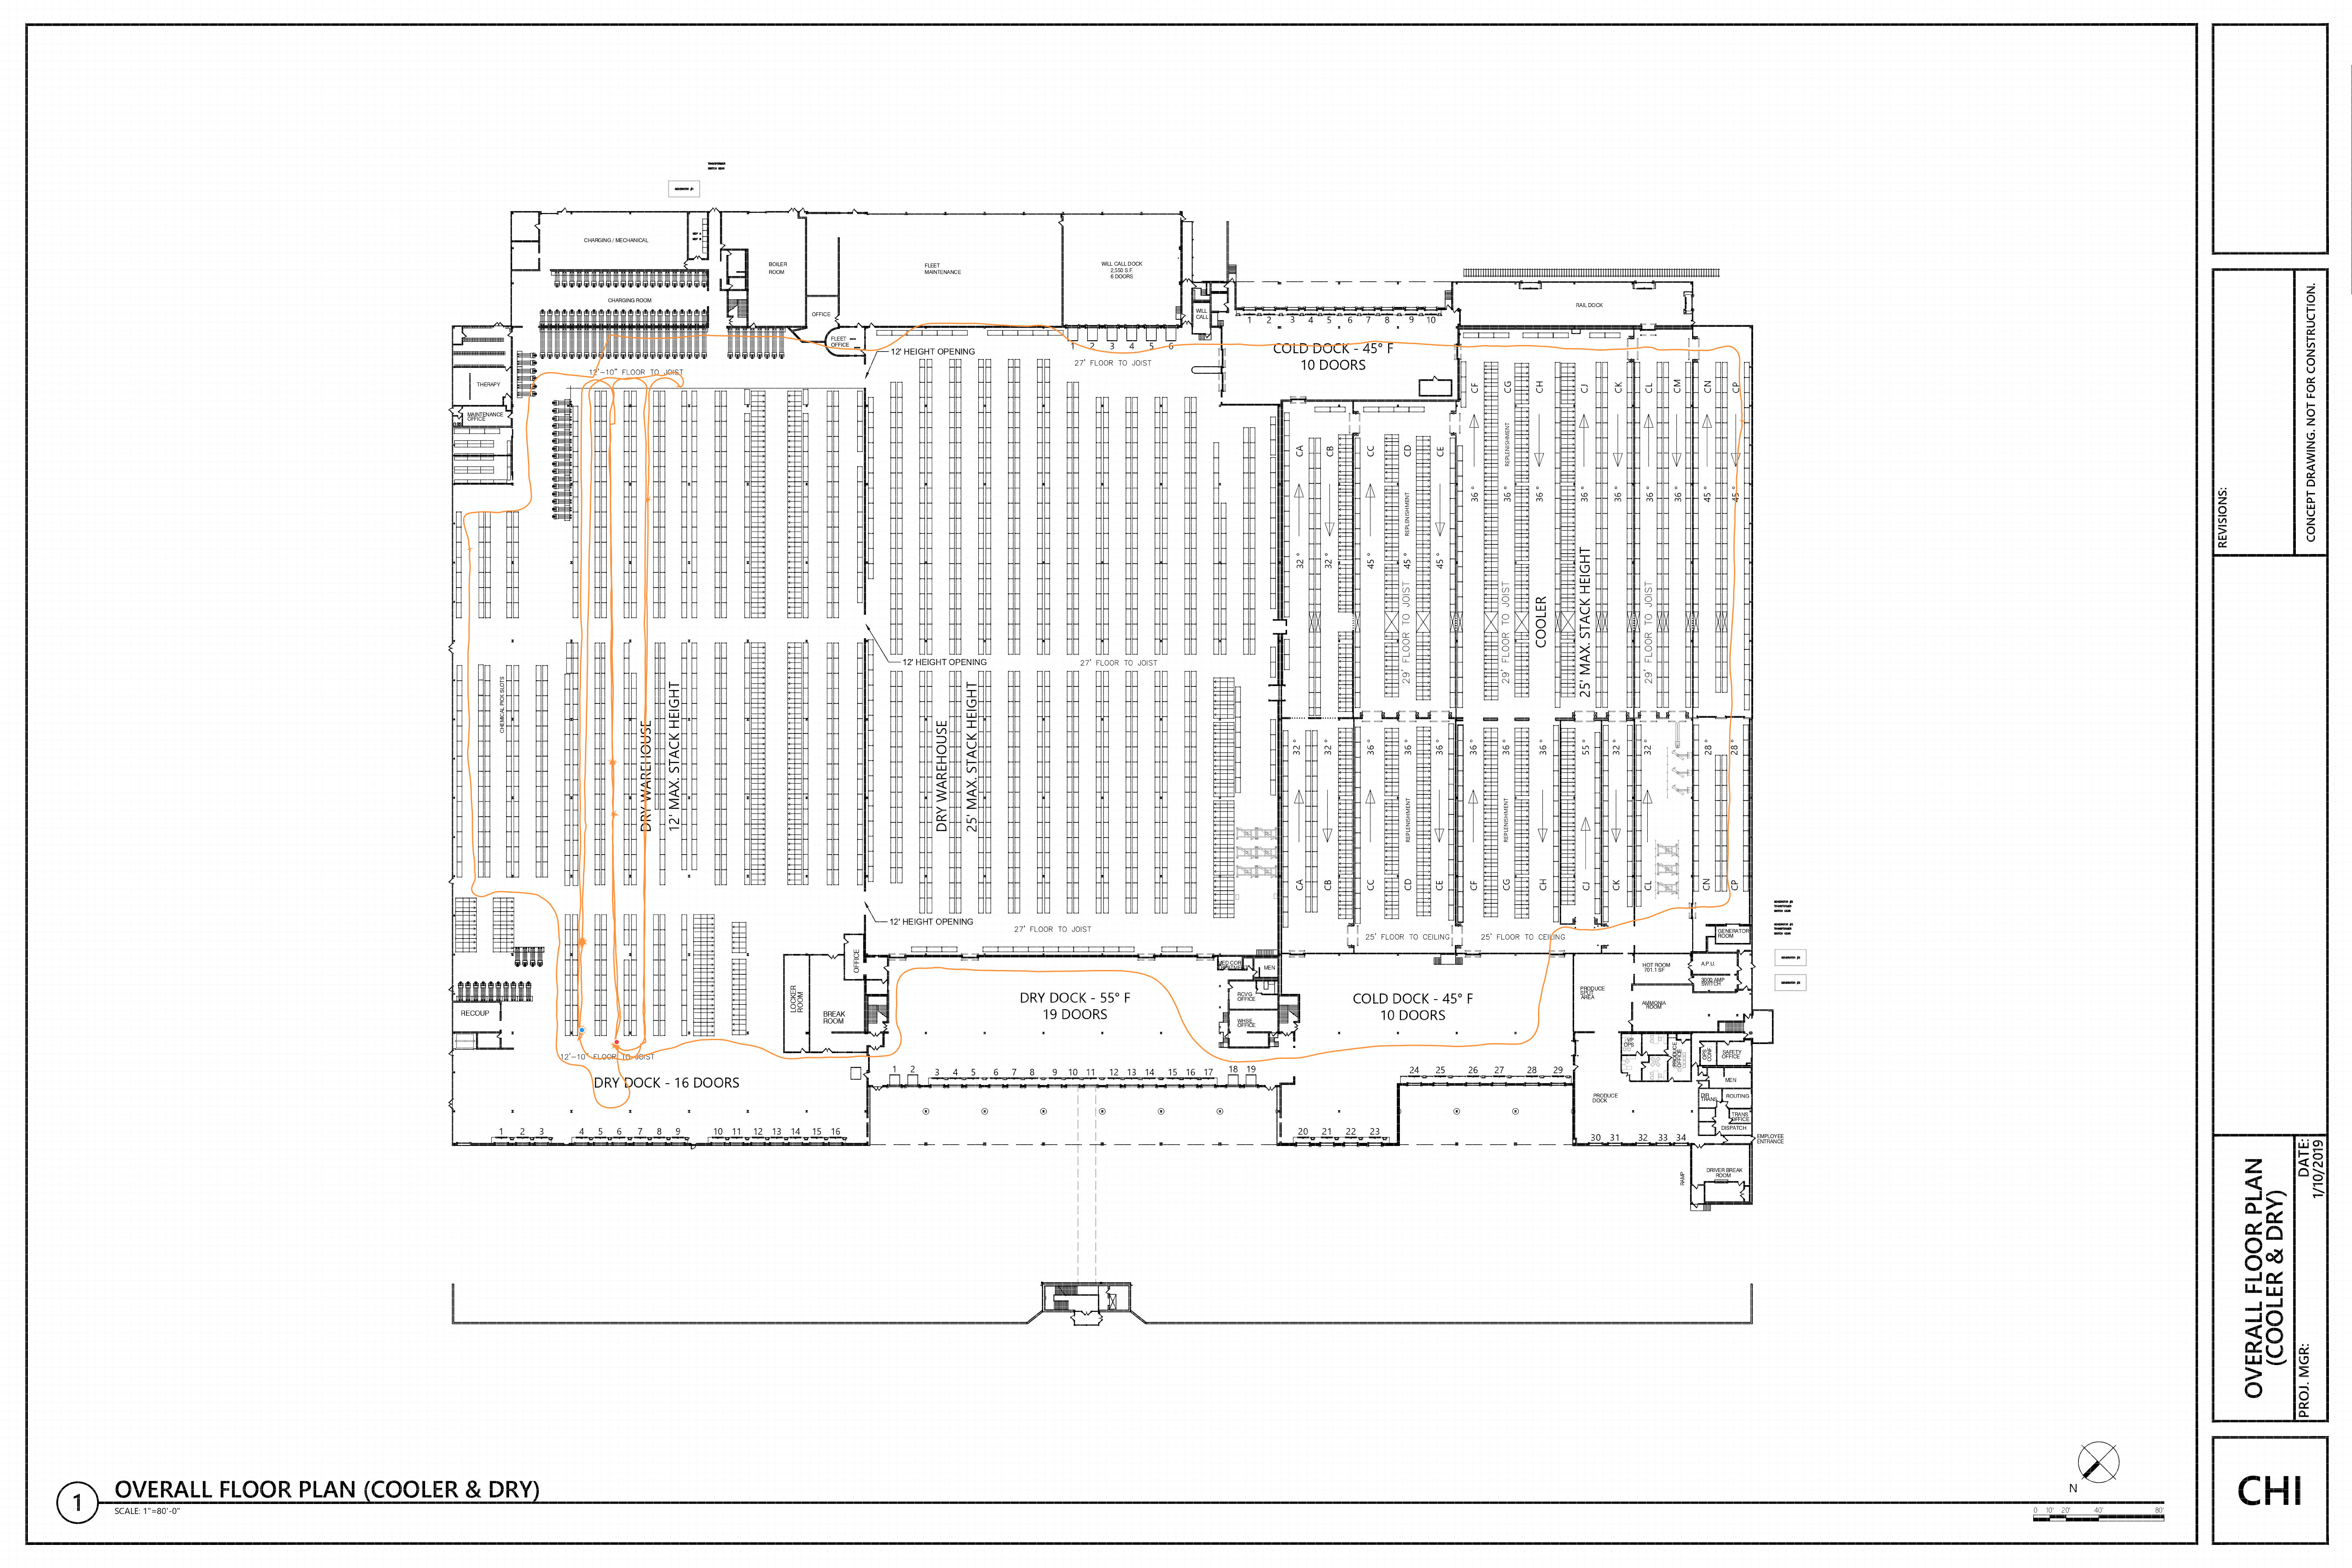 CHARGING / MECHANICAL
BOILER
ROOM
FLEET
MAINTENANCE
WILL CALL DOCK
2,550 S.F.
6 DOORS
CHARGING ROOM
OFFICE
FLEET
OFFICE
WILL
CALL
RAIL DOCK
1 2 3 4 5 6 7 8 9 10
1 2 3 4 5 6
12' HEIGHT OPENING
27' FLOOR TO JOIST
COLD DOCK - 45° F
10 DOORS
12'-10" FLOOR TO JOIST
THERAPY
MAINTENANCE
OFFICE
CF CG CH CJ CK CL CM CN CP
CA CB CC CD CE
REPLENISHMENT
36° 36° 36° 36° 36° 36° 36° 45° 45°
REPLENISHMENT
32° 32° 45° 45° 45°
29' FLOOR TO JOIST
29' FLOOR TO JOIST
COOLER
25' MAX. STACK HEIGHT
29' FLOOR TO JOIST
12' HEIGHT OPENING
27' FLOOR TO JOIST
CHEMICAL PICK SLOTS
DRY WAREHOUSE
12' MAX. STACK HEIGHT
DRY WAREHOUSE
25' MAX. STACK HEIGHT
32° 32° 36° 36° 36° 36° 36° 36° 55° 32° 32° 28° 28°
REPLENISHMENT
REPLENISHMENT
CA CB CC CD CE CF CG CH CJ CK CL CN CP
12' HEIGHT OPENING
27' FLOOR TO JOIST
25' FLOOR TO CEILING
25' FLOOR TO CEILING
GENERATOR
ROOM
OFFICE
MEN
HOT ROOM
701.1 SF
A.P.U.
3000 AMP
SWITCH
LOCKER
ROOM
BREAK
ROOM
RECOUP
DRY DOCK - 55° F
19 DOORS
RCVG
OFFICE
WHSE
OFFICE
COLD DOCK - 45° F
10 DOORS
PRODUCE
SPOT
AREA
AMMONIA
ROOM
12'-10" FLOOR TO JOIST
DRY DOCK - 16 DOORS
1 2 3 4 5 6 7 8 9 10 11 12 13 14 15 16 17 18 19
24 25 26 27 28 29
SAFETY
OFFICE
MEN
PRODUCE
DOCK
DIR
TRANS
ROUTING
TRANS
OFFICE
DISPATCH
EMPLOYEE
ENTRANCE
1 2 3 4 5 6 7 8 9 10 11 12 13 14 15 16
20 21 22 23
30 31 32 33 34
DRIVER BREAK
ROOM
RAMP
1
OVERALL FLOOR PLAN (COOLER & DRY)
SCALE: 1"=80'-0"
N
0 10' 20' 40' 80'
REVISIONS:
CONCEPT DRAWING. NOT FOR CONSTRUCTION.
OVERALL FLOOR PLAN
(COOLER & DRY)
PROJ. MGR:
DATE:
1/10/2019
CHI